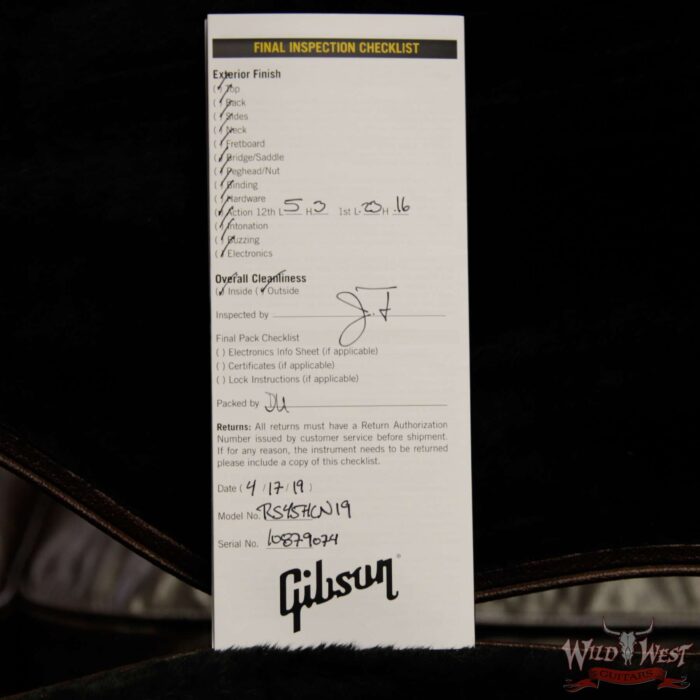 FINAL INSPECTION CHECKLIST
Exterior Finish
(✓) Top
(✓) Back
(✓) Sides
(✓) Neck
(✓) Fretboard
(✓) Bridge/Saddle
(✓) Peghead/Nut
(✓) Binding
(✓) Hardware
(✓) Action 12th L 5 H 3 1st L .23 H .16
(✓) Intonation
(✓) Buzzing
(✓) Electronics
Overall Cleanliness
(✓) Inside (✓) Outside
Inspected by J.F
Final Pack Checklist
( ) Electronics Info Sheet (if applicable)
( ) Certificates (if applicable)
( ) Lock Instructions (if applicable)
Packed by
Returns: All returns must have a Return Authorization
Number issued by customer service before shipment.
If for any reason, the instrument needs to be returned
please include a copy of this checklist.
Date ( 4 / 17 / 19 )
Model No. RS45HCN19
Serial No. 10879074
Gibson
WILD WEST
GUITARS